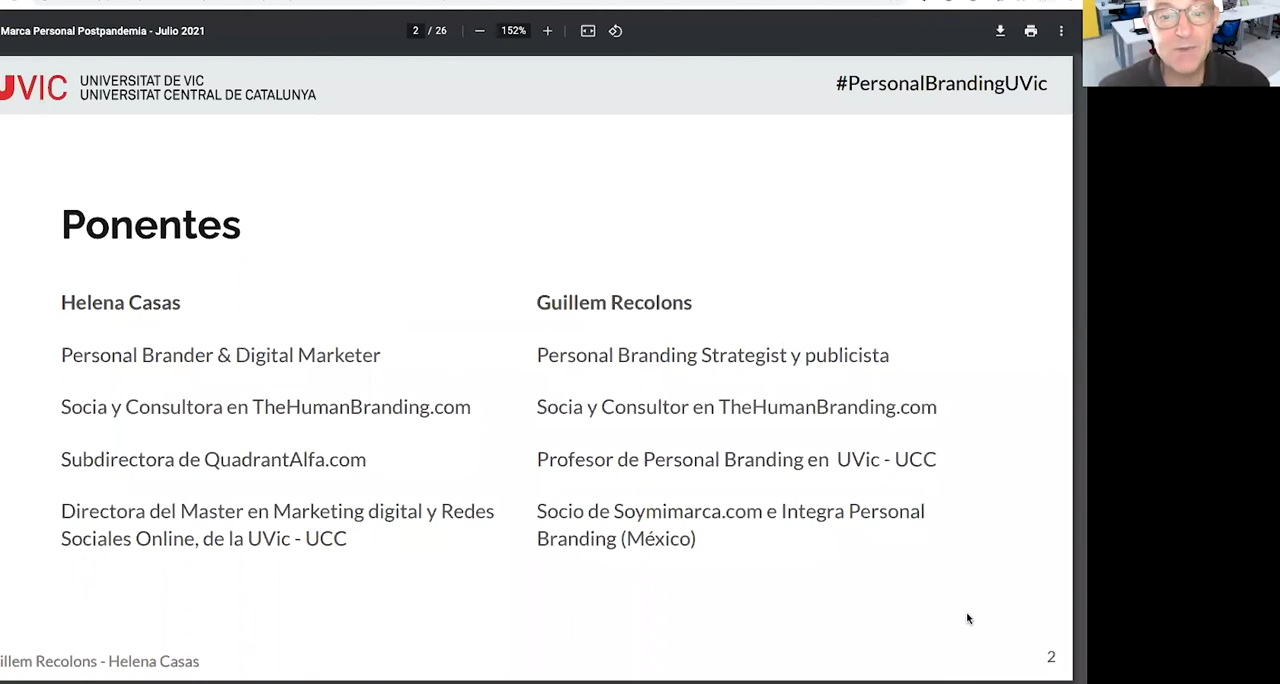 Marca Personal Postpandemia - Julio 2021
2 / 26
152%
UVIC
UNIVERSITAT DE VIC
UNIVERSITAT CENTRAL DE CATALUNYA
#PersonalBrandingUVic
Ponentes
Helena Casas
Personal Brander & Digital Marketer
Socia y Consultora en TheHumanBranding.com
Subdirectora de QuadrantAlfa.com
Directora del Master en Marketing digital y Redes
Sociales Online, de la UVic - UCC
Guillem Recolons
Personal Branding Strategist y publicista
Socia y Consultor en TheHumanBranding.com
Profesor de Personal Branding en UVic - UCC
Socio de Soymimarca.com e Integra Personal
Branding (México)
illem Recolons - Helena Casas
2